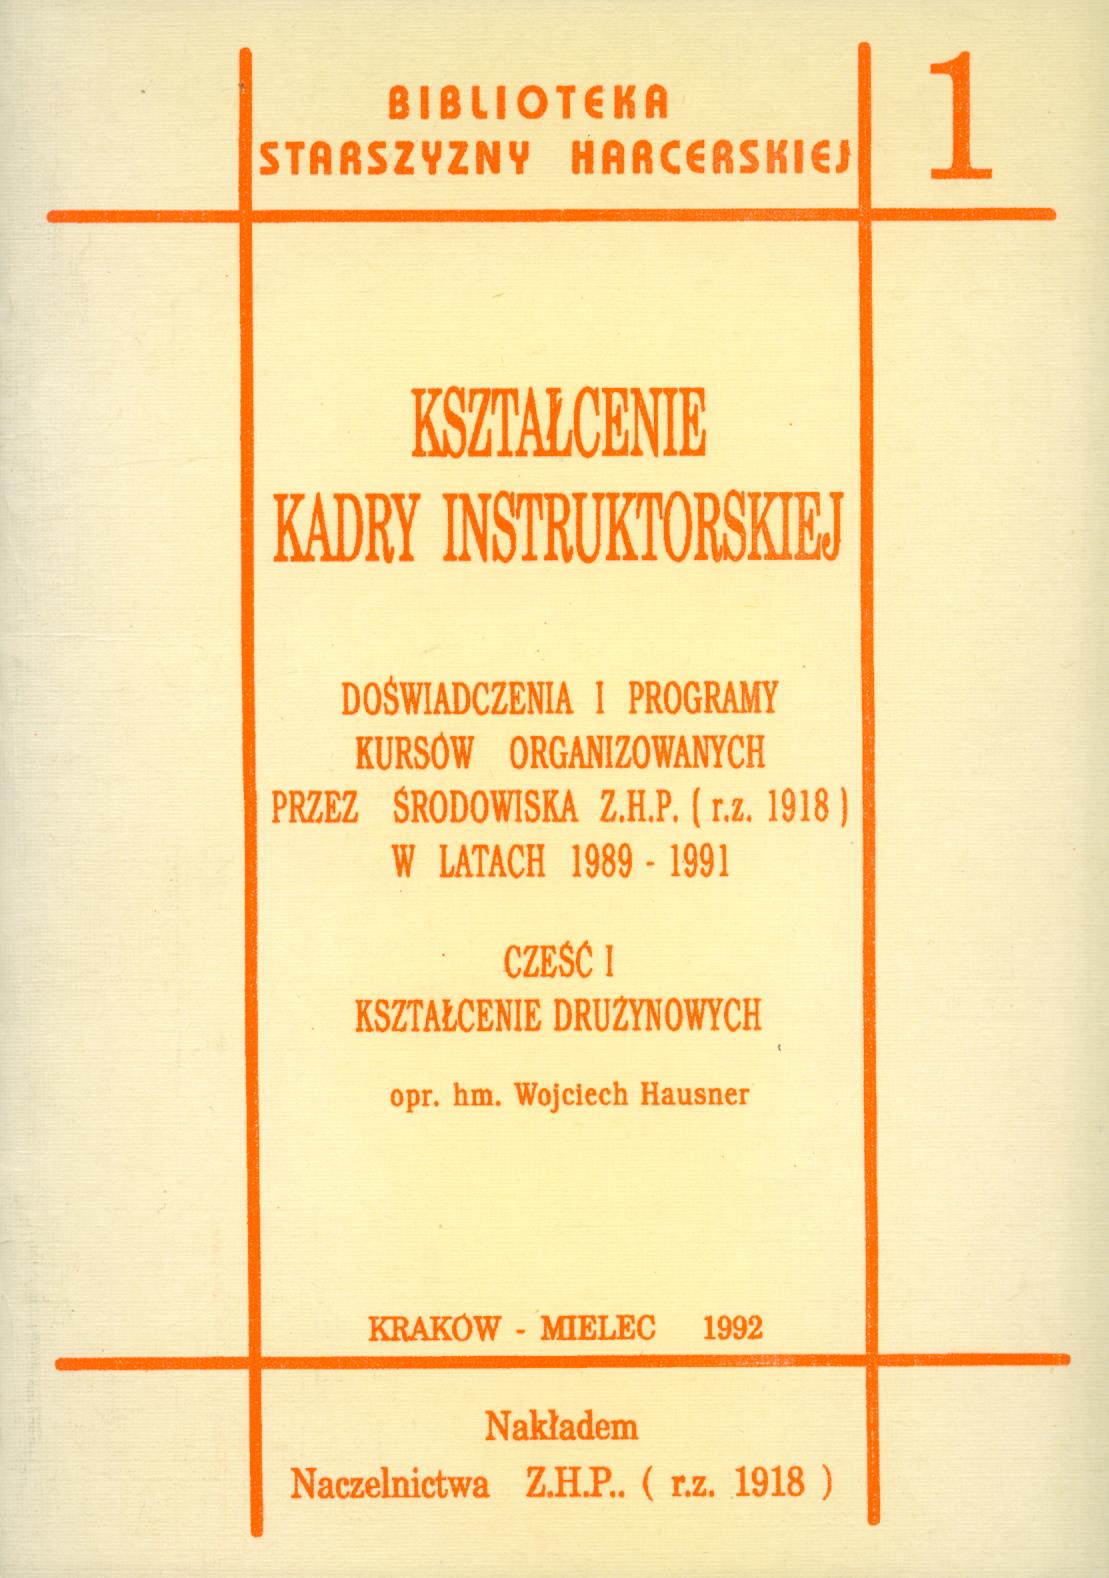 BIBLIOTEKA
STARSZYZNY HARCERSKIEJ
1
KSZTAŁCENIE
KADRY INSTRUKTORSKIEJ
DOŚWIADCZENIA I PROGRAMY
KURSÓW ORGANIZOWANYCH
PRZEZ ŚRODOWISKA Z.H.P. ( r.z. 1918 )
W LATACH 1989 - 1991
CZEŚĆ I
KSZTAŁCENIE DRUŻYNOWYCH
opr. hm. Wojciech Hausner
KRAKÓW - MIELEC 1992
Nakładem
Naczelnictwa Z.H.P.. ( r.z. 1918 )